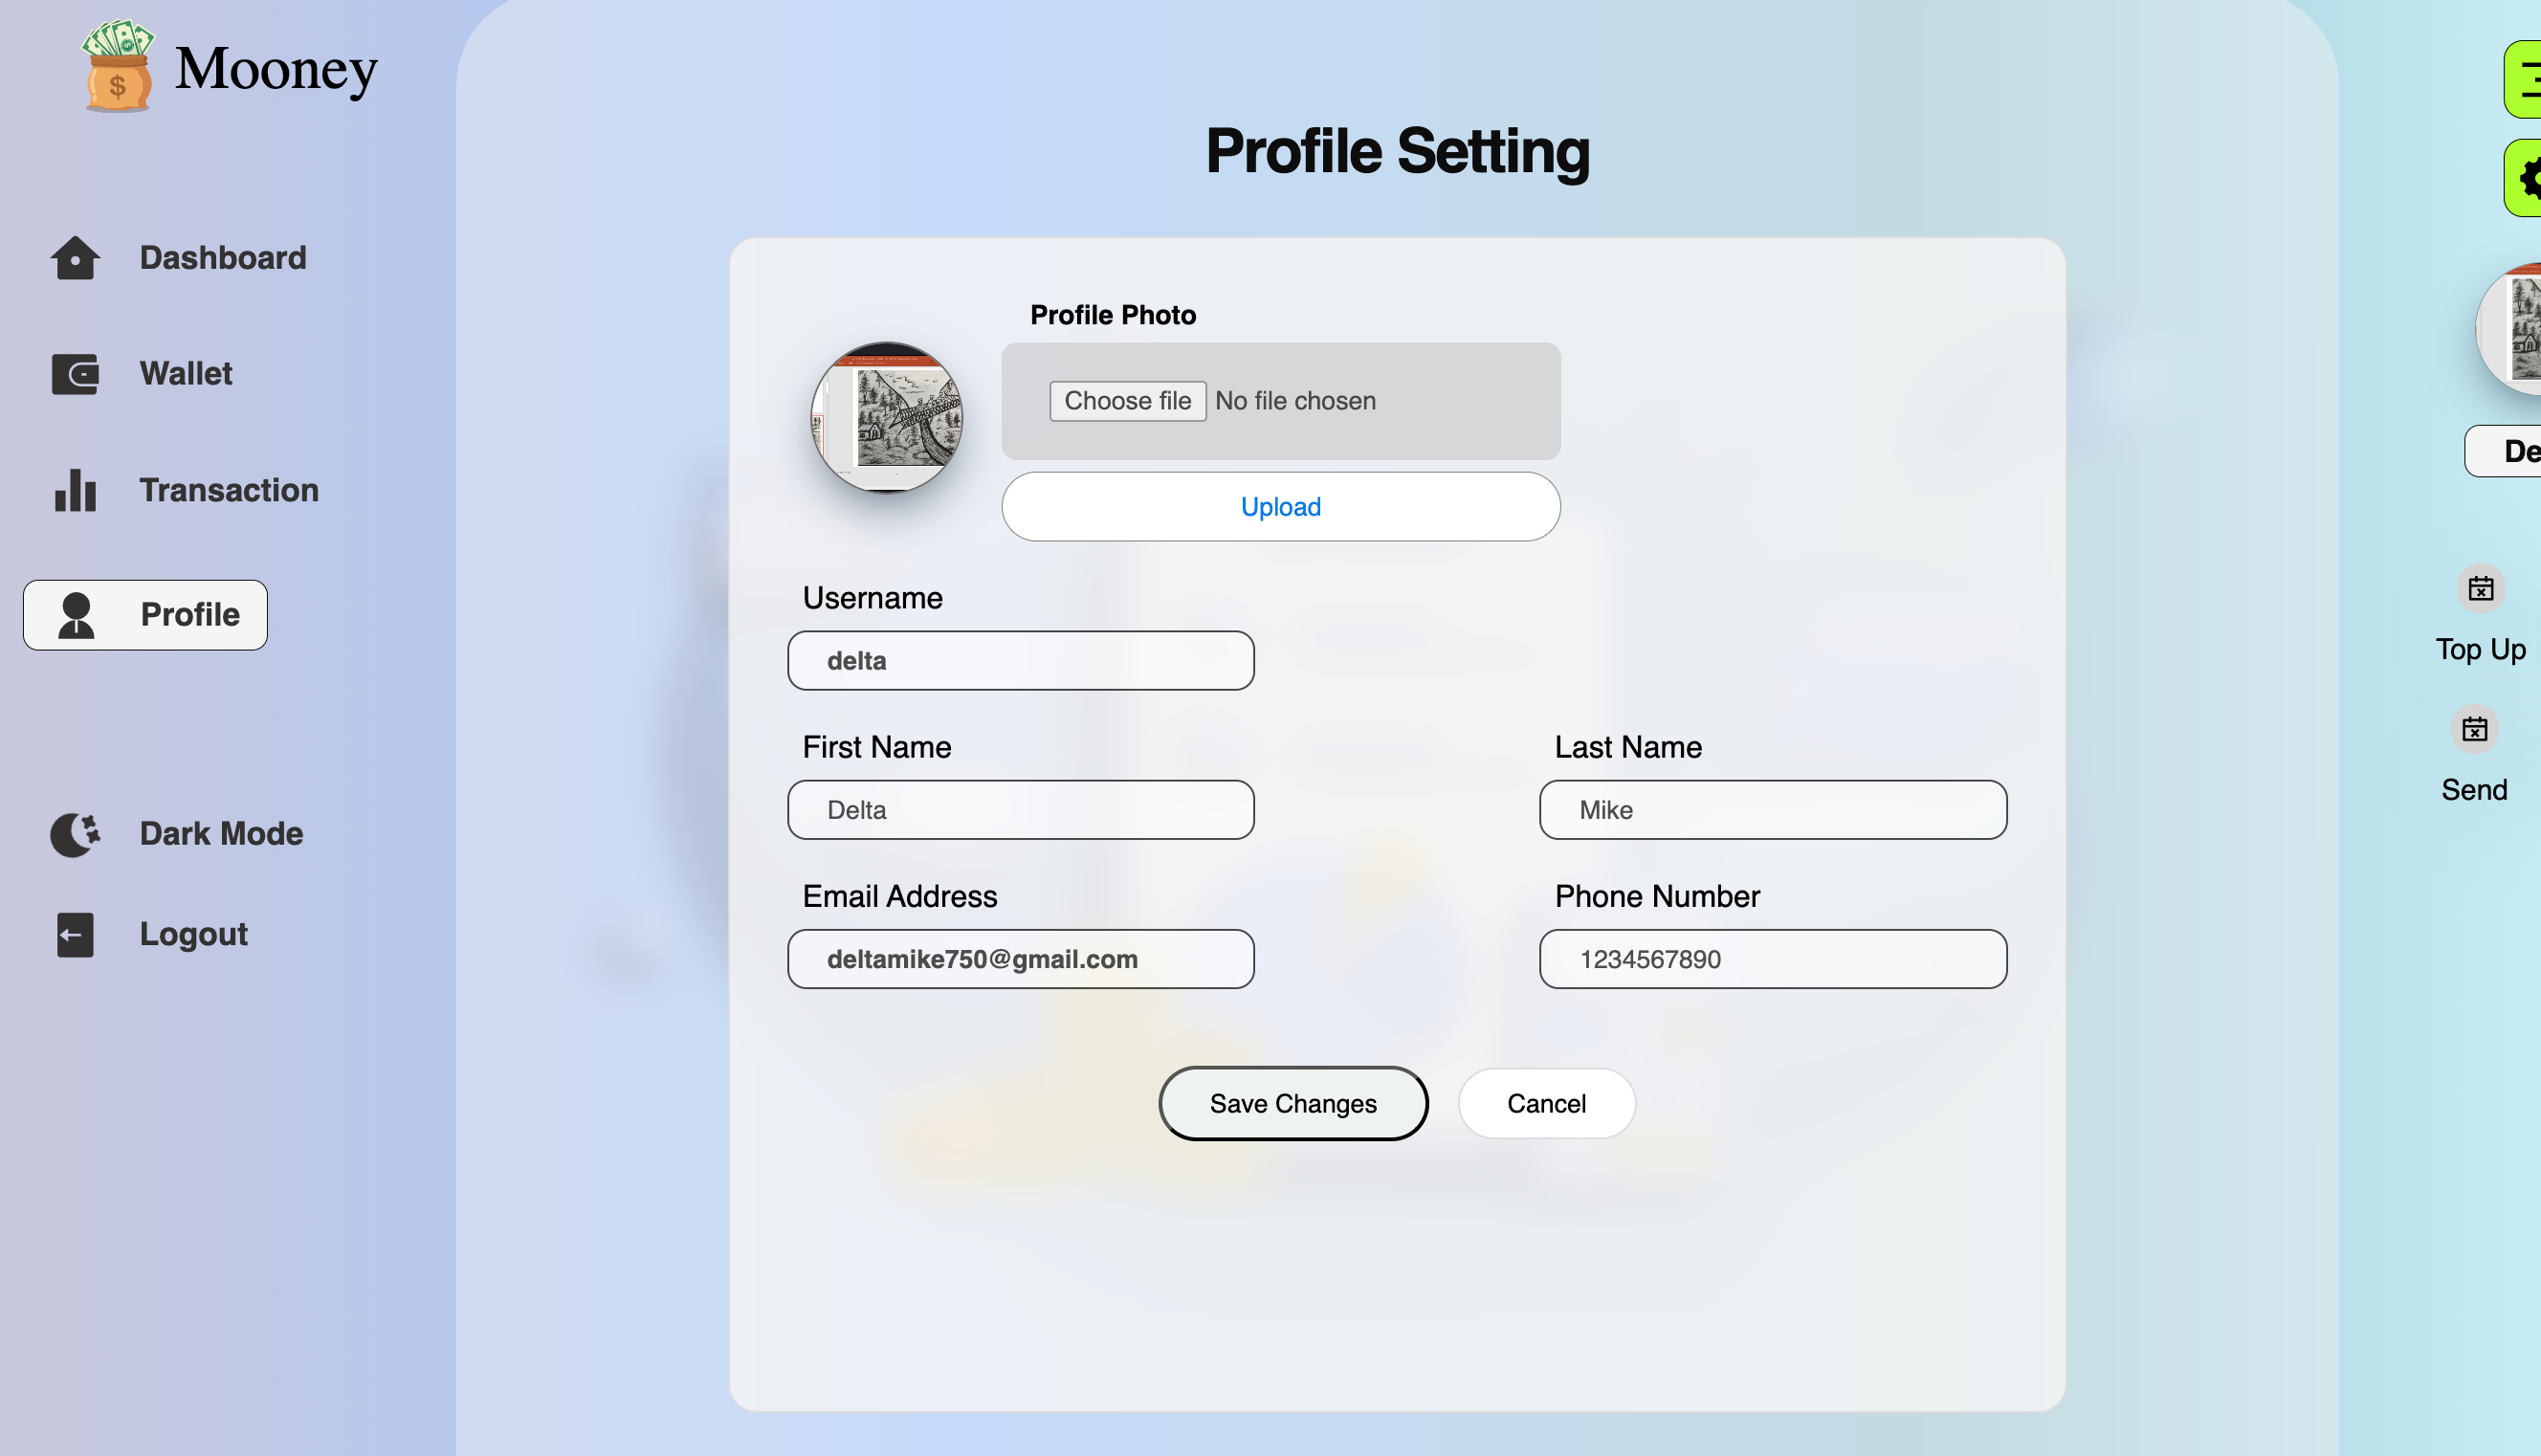 Mooney
Dashboard
Wallet
Transaction
Profile
Dark Mode
Logout
Profile Setting
Profile Photo
Choose file No file chosen
Upload
Username
delta
First Name
Delta
Last Name
Mike
Email Address
deltamike750@gmail.com
Phone Number
1234567890
Save Changes
Cancel
De
Top Up
Send